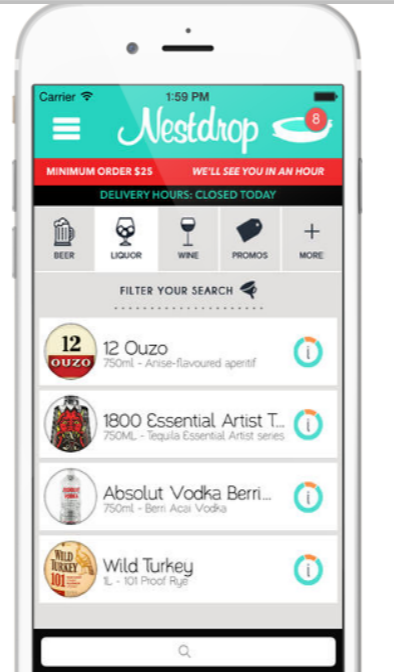 Carrier 1:59 PM
Nestdrop 8
MINIMUM ORDER $25 WE'LL SEE YOU IN AN HOUR
DELIVERY HOURS: CLOSED TODAY
BEER LIQUOR WINE PROMOS MORE
FILTER YOUR SEARCH
12
OUZO
12 Ouzo
750ml - Anise-flavoured aperitif
1800 Essential Artist T...
750ML - Tequila Essential Artist series
Absolut Vodka Berri...
750ml - Berri Acai Vodka
WILD
TURKEY
101
Wild Turkey
1L - 101 Proof Rye